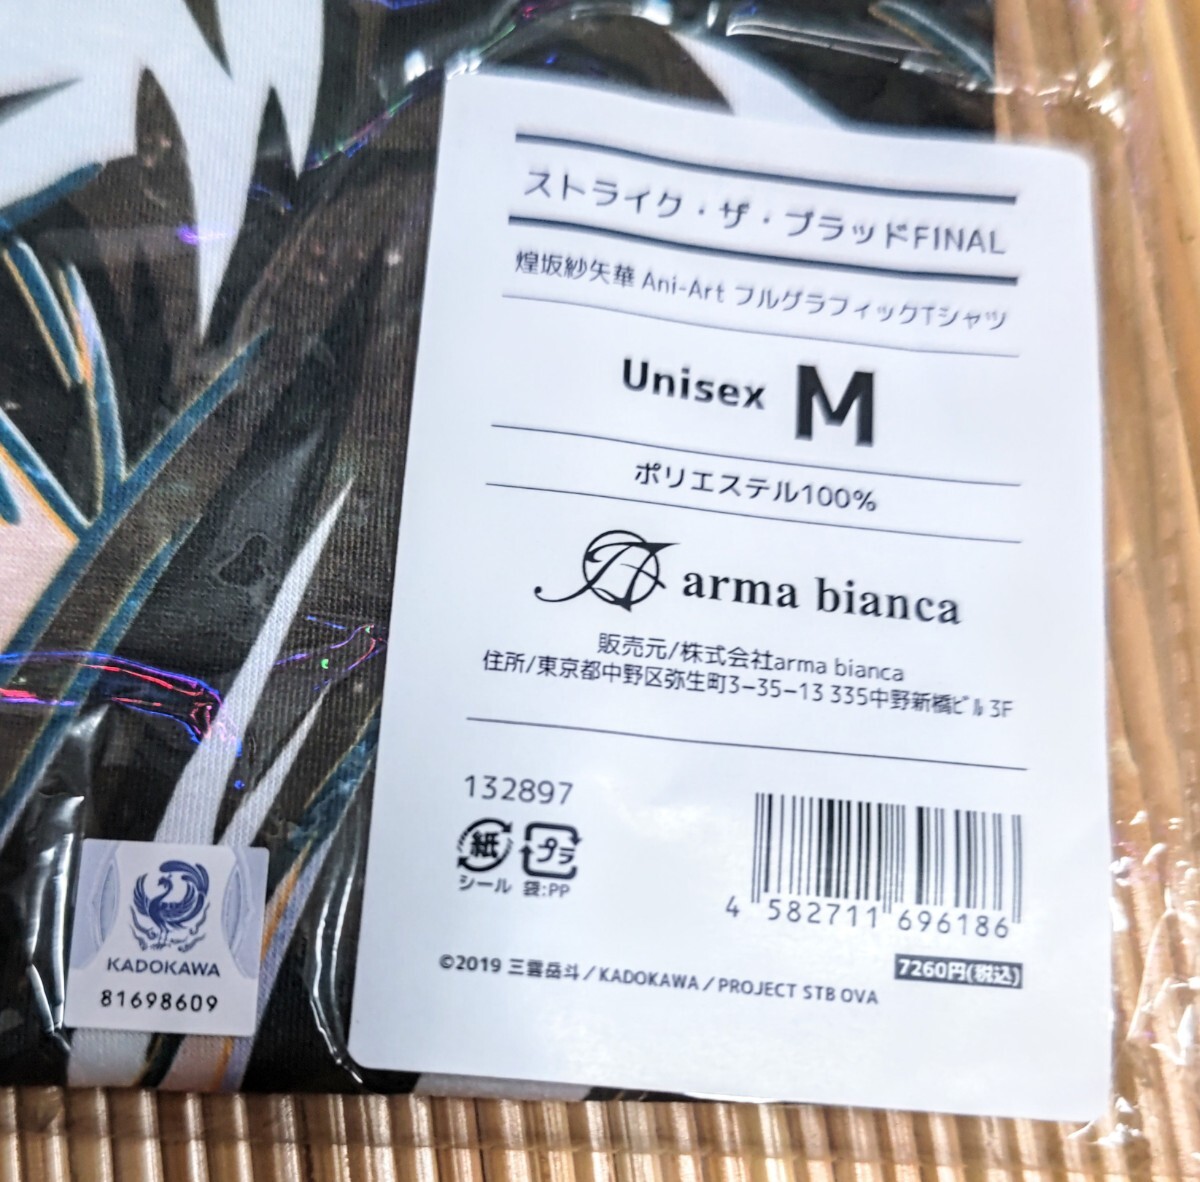 ストライク・ザ・ブラッドFINAL
煌坂紗矢華 Ani-Art フルグラフィックTシャツ
Unisex M
ポリエステル100%
arma bianca
販売元/株式会社arma bianca
住所/東京都中野区弥生町3-35-13 335中野新橋ﾋﾞﾙ 3F
132897
紙 プラ
シール 袋:PP
4 582711 696186
7260円(税込)
©2019 三雲岳斗/KADOKAWA/PROJECT STB OVA
KADOKAWA
81698609